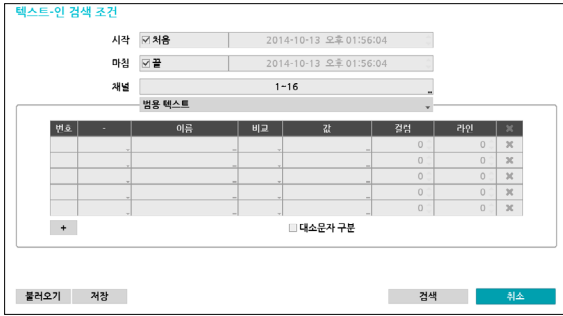 텍스트-인 검색 조건
시작 처음 2014-10-13 오후 01:56:04
마침 끝 2014-10-13 오후 01:56:04
채널 1~16
범용 텍스트
번호 - 이름 비교 값 컬럼 라인
0 0
0 0
0 0
0 0
0 0
+ 대소문자 구분
불러오기 저장 검색 취소